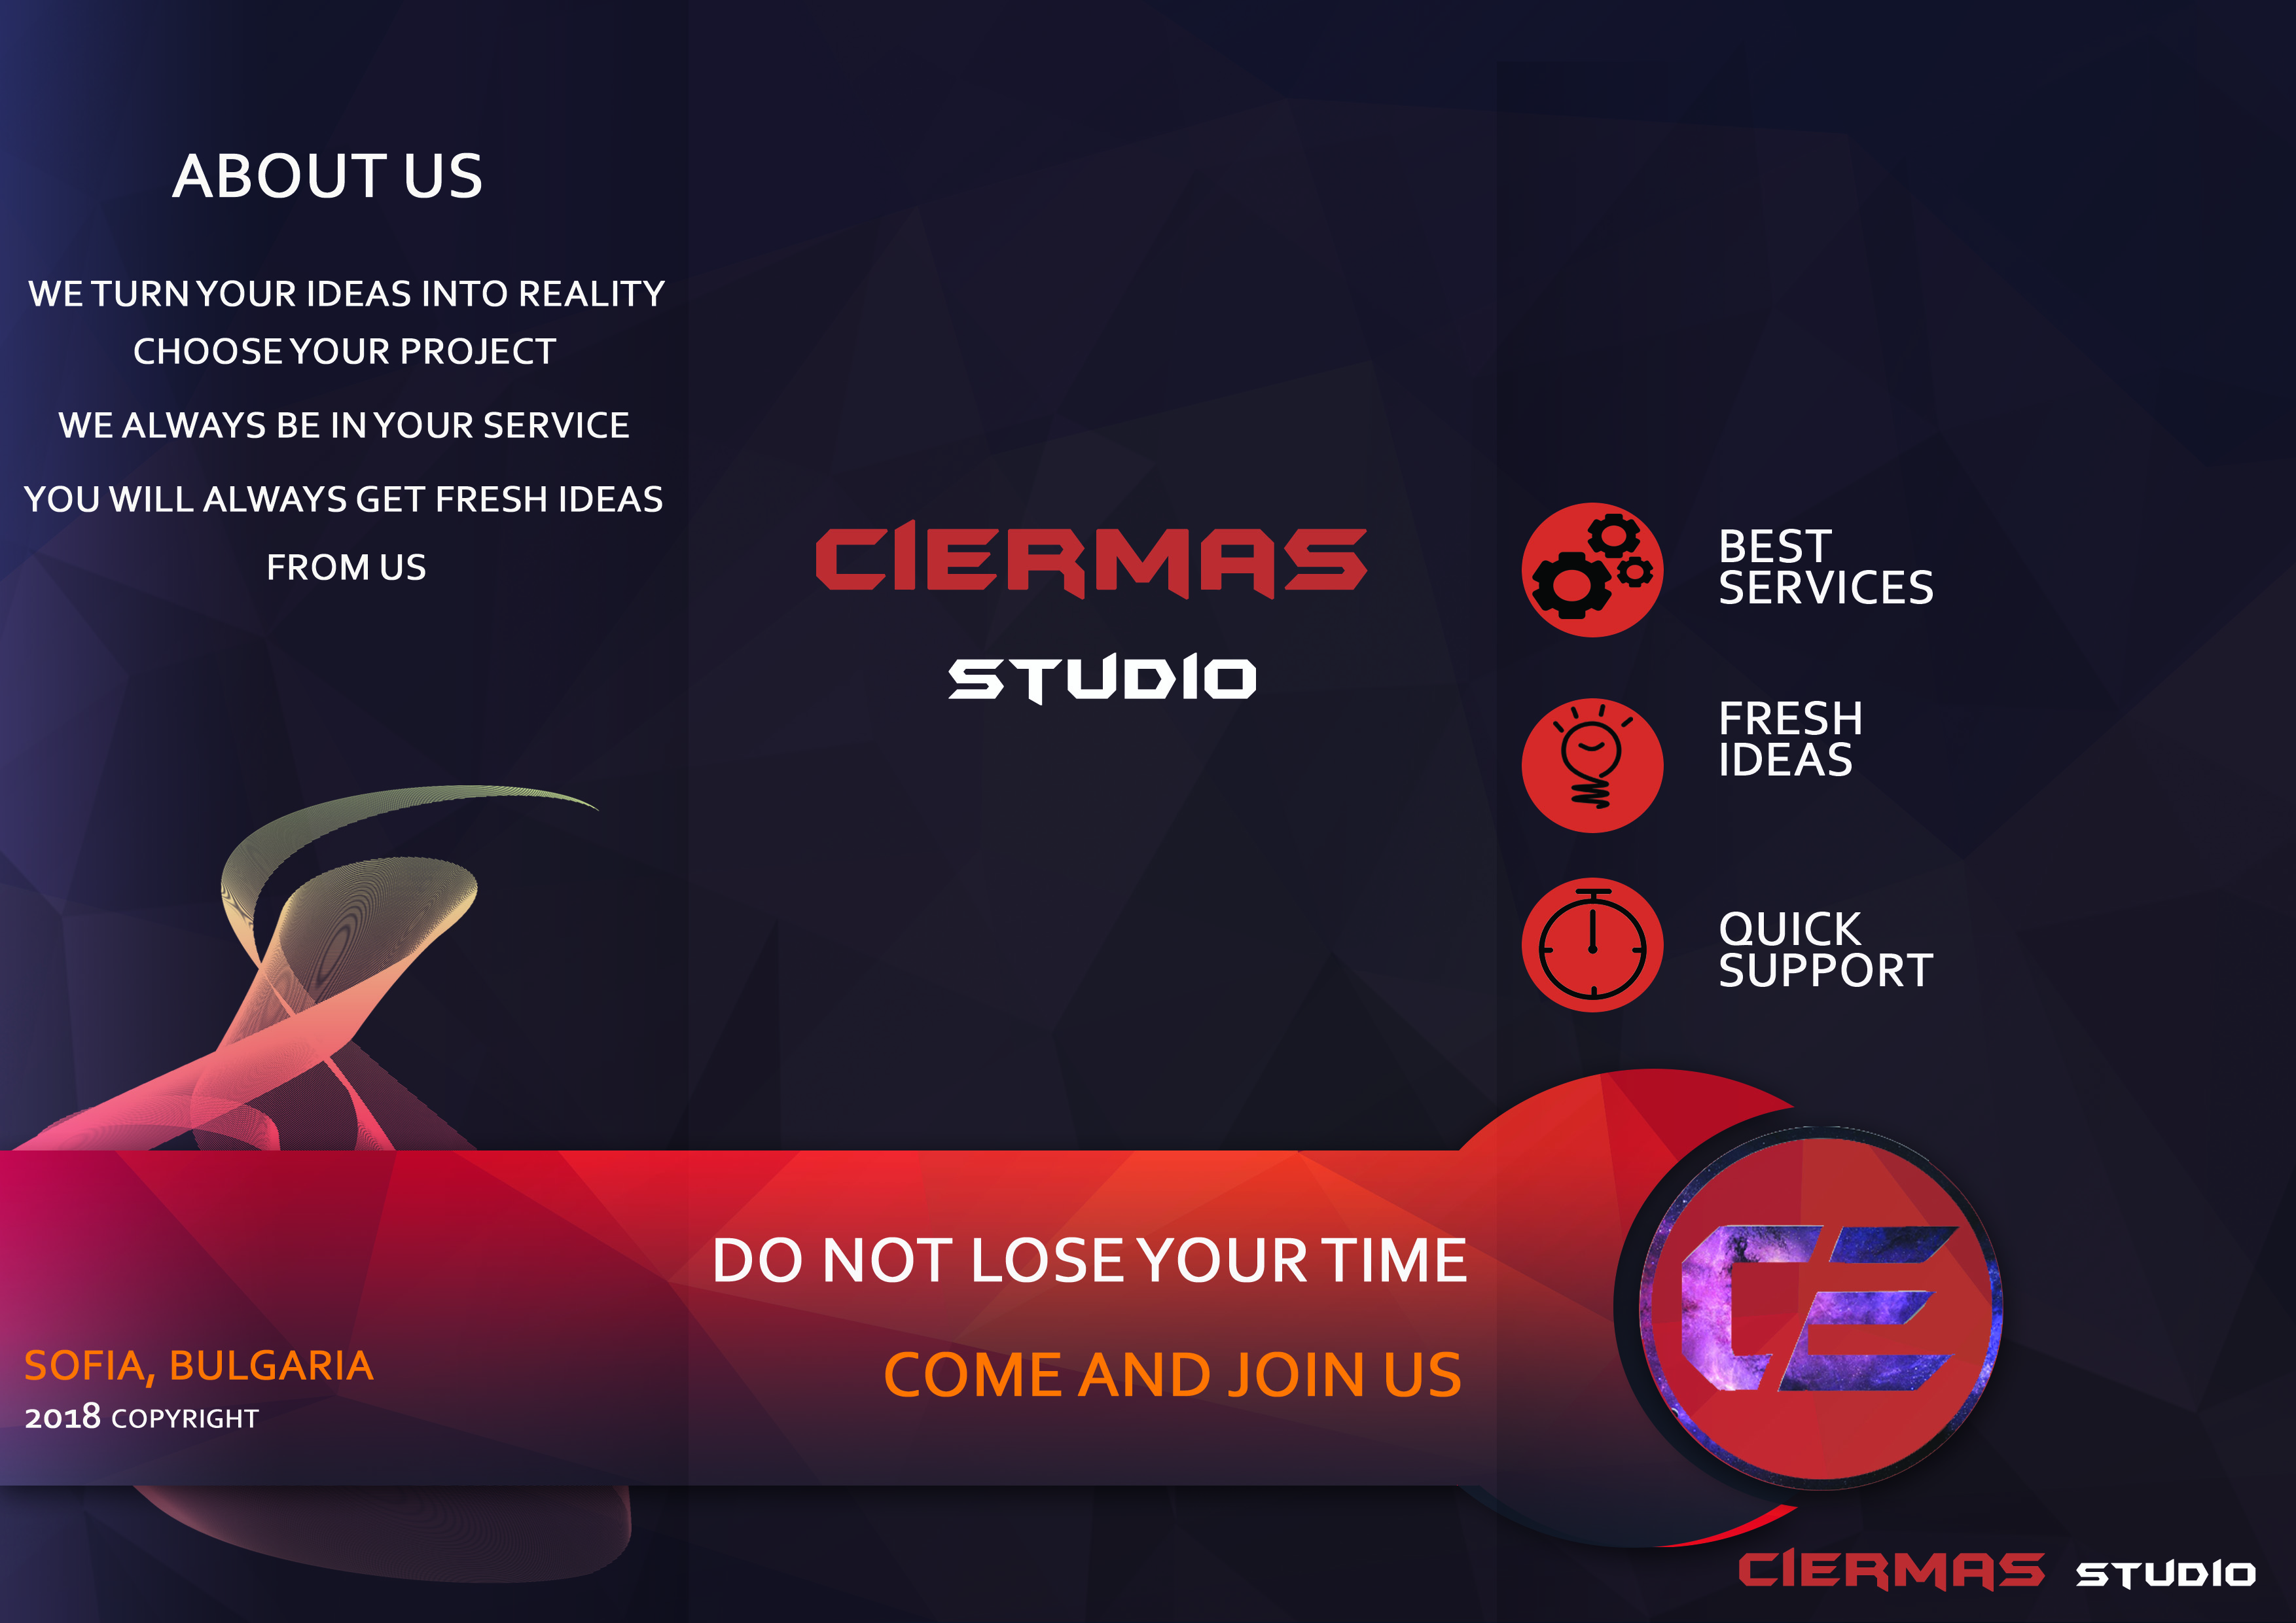 ABOUT US
WE TURN YOUR IDEAS INTO REALITY
CHOOSE YOUR PROJECT
WE ALWAYS BE IN YOUR SERVICE
YOU WILL ALWAYS GET FRESH IDEAS
FROM US
CIERMAS
STUDIO
BEST
SERVICES
FRESH
IDEAS
QUICK
SUPPORT
DO NOT LOSE YOUR TIME
COME AND JOIN US
SOFIA, BULGARIA
2018 COPYRIGHT
CE
CIERMAS STUDIO